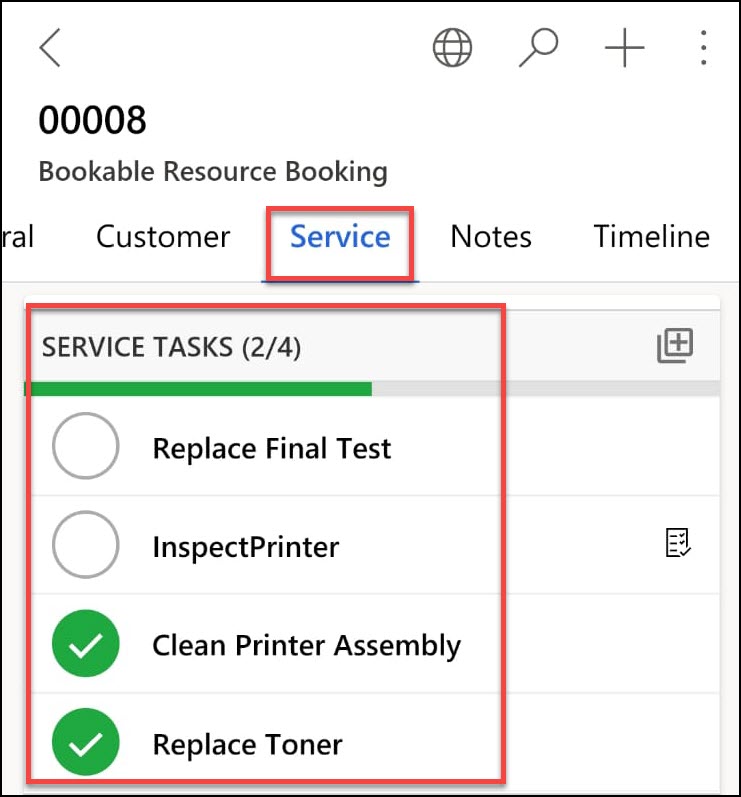 00008
Bookable Resource Booking
ral Customer Service Notes Timeline
SERVICE TASKS (2/4)
Replace Final Test
InspectPrinter
Clean Printer Assembly
Replace Toner